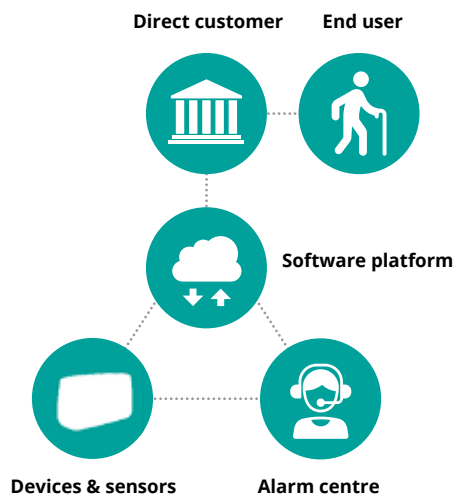 Direct customer
End user
Software platform
Devices & sensors
Alarm centre